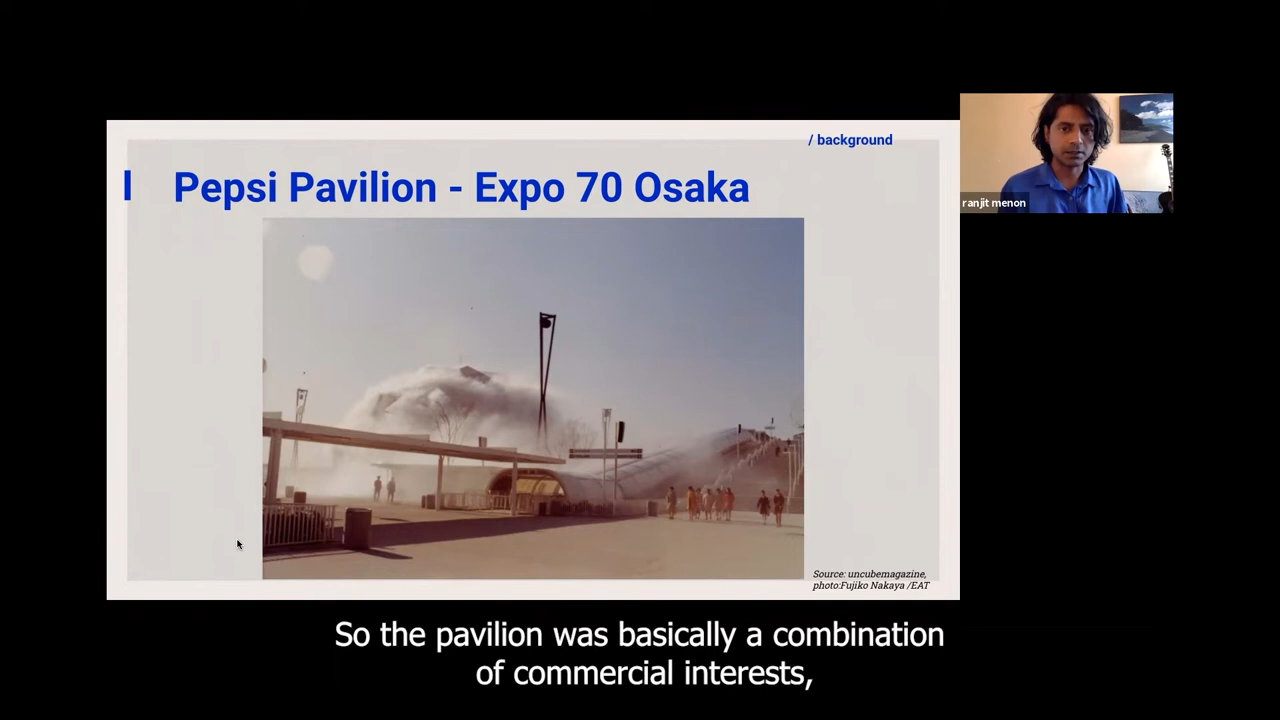 / background
Pepsi Pavilion - Expo 70 Osaka
ranjit menon
Source: uncubemagazine,
photo:Fujiko Nakaya /EAT
So the pavilion was basically a combination
of commercial interests,